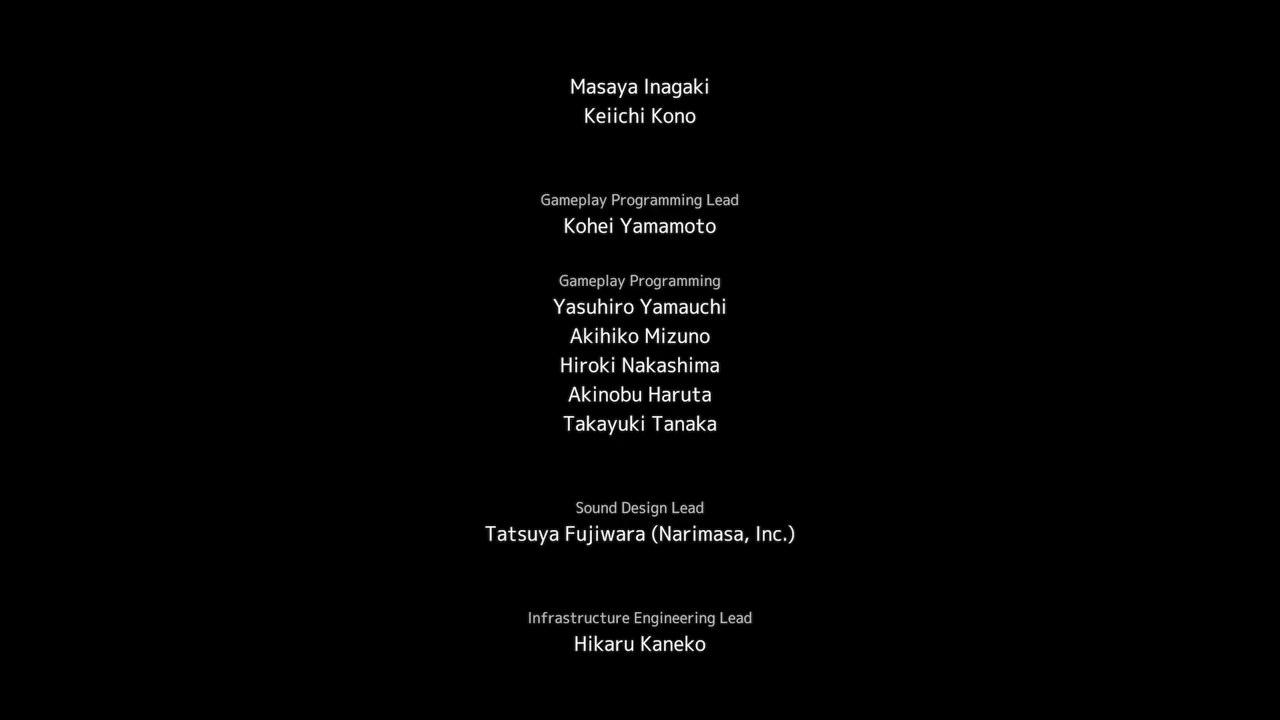 Masaya Inagaki
Keiichi Kono
Gameplay Programming Lead
Kohei Yamamoto
Gameplay Programming
Yasuhiro Yamauchi
Akihiko Mizuno
Hiroki Nakashima
Akinobu Haruta
Takayuki Tanaka
Sound Design Lead
Tatsuya Fujiwara (Narimasa, Inc.)
Infrastructure Engineering Lead
Hikaru Kaneko